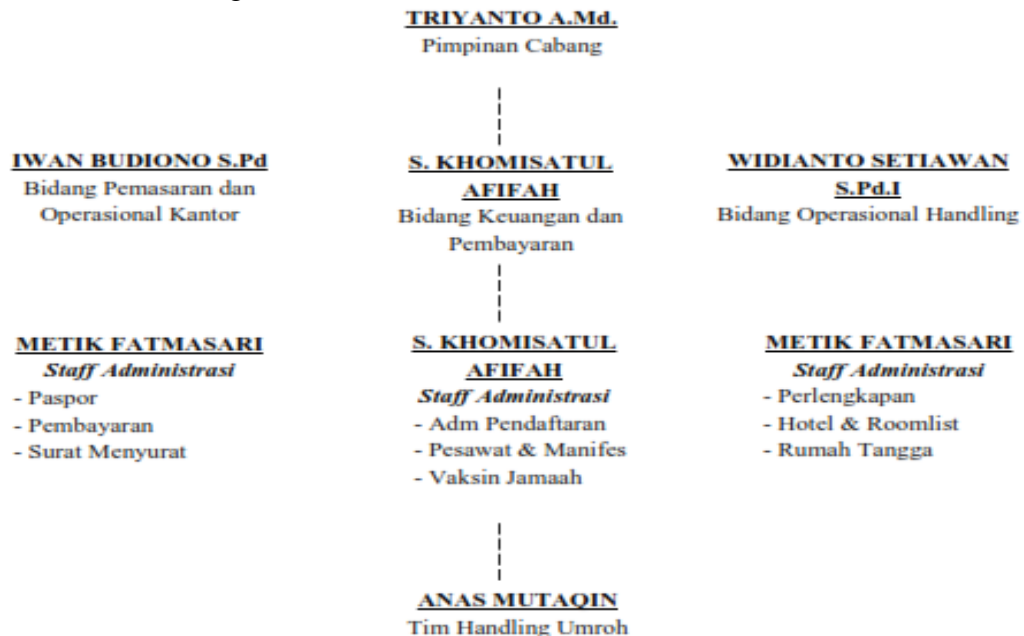 TRIYANTO A.Md.
Pimpinan Cabang
IWAN BUDIONO S.Pd
Bidang Pemasaran dan
Operasional Kantor
S. KHOMISATUL
AFIFAH
Bidang Keuangan dan
Pembayaran
WIDIANTO SETIAWAN
S.Pd.I
Bidang Operasional Handling
METIK FATMASARI
Staff Administrasi
- Paspor
- Pembayaran
- Surat Menyurat
S. KHOMISATUL
AFIFAH
Staff Administrasi
- Adm Pendaftaran
- Pesawat & Manifes
- Vaksin Jamaah
METIK FATMASARI
Staff Administrasi
- Perlengkapan
- Hotel & Roomlist
- Rumah Tangga
ANAS MUTAQIN
Tim Handling Umroh